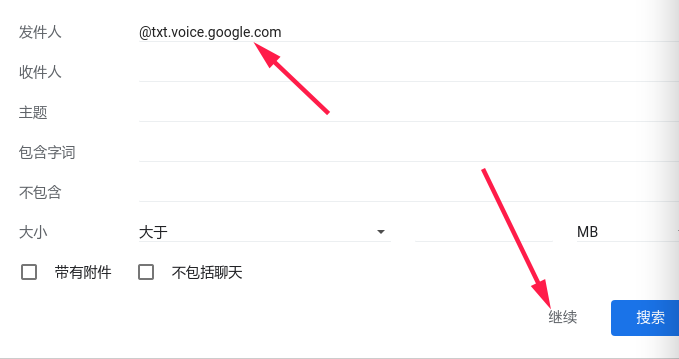 发件人 @txt.voice.google.com
收件人
主题
包含字词
不包含
大小 大于 MB
带有附件 不包括聊天
继续 搜索